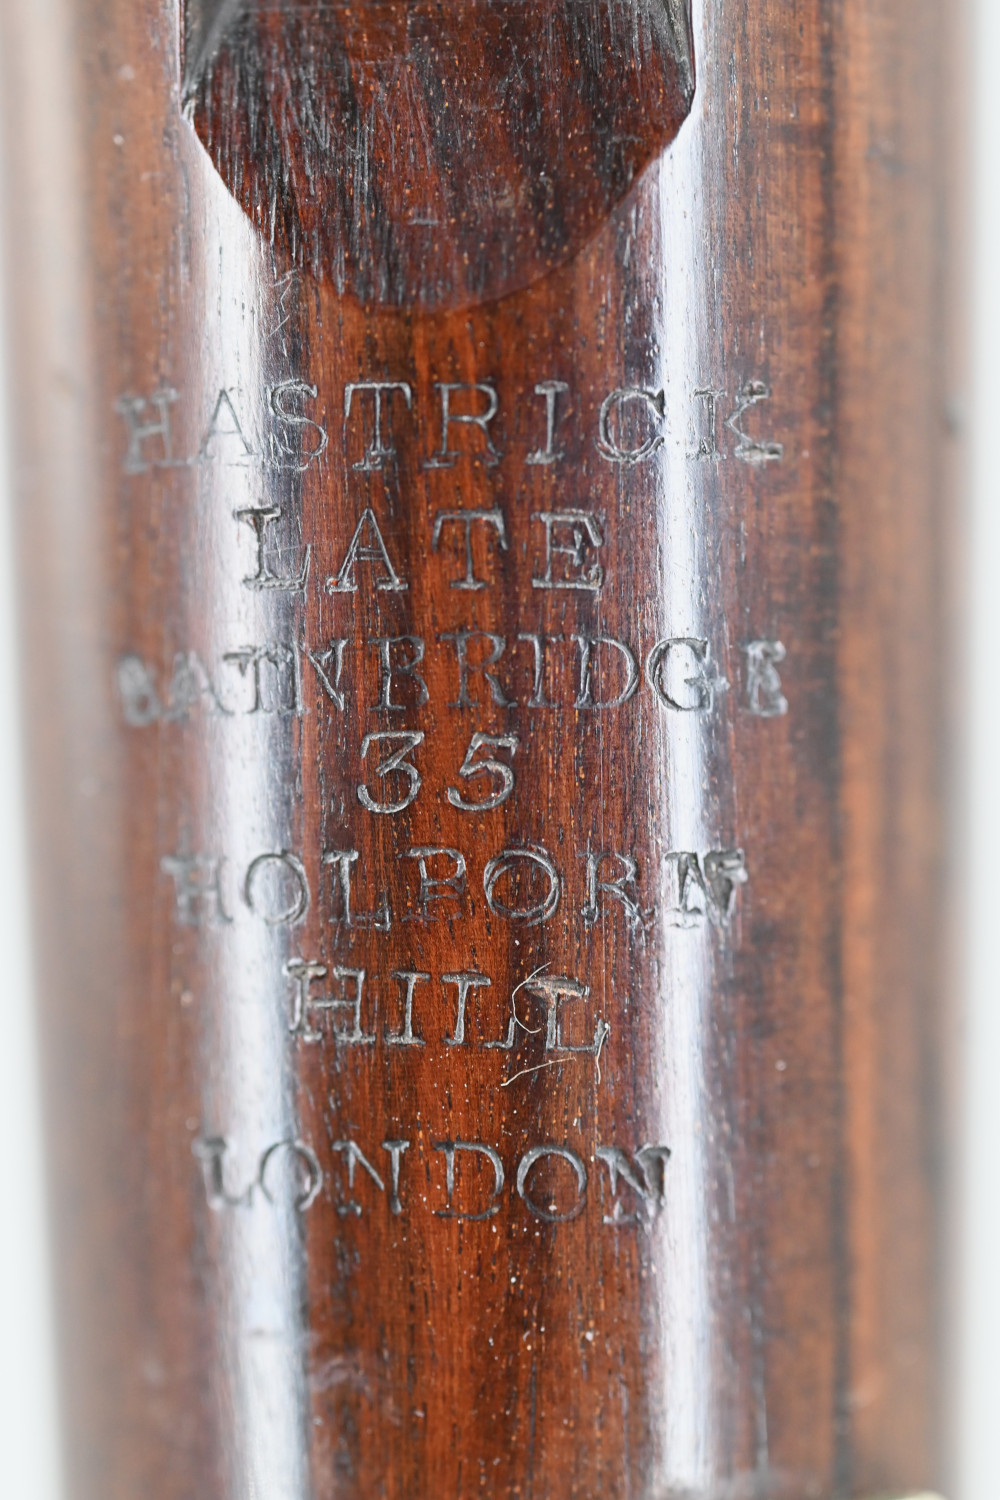 HASTRICK
LATE
BAINBRIDGE
35
HOLBORN
HILL
LONDON